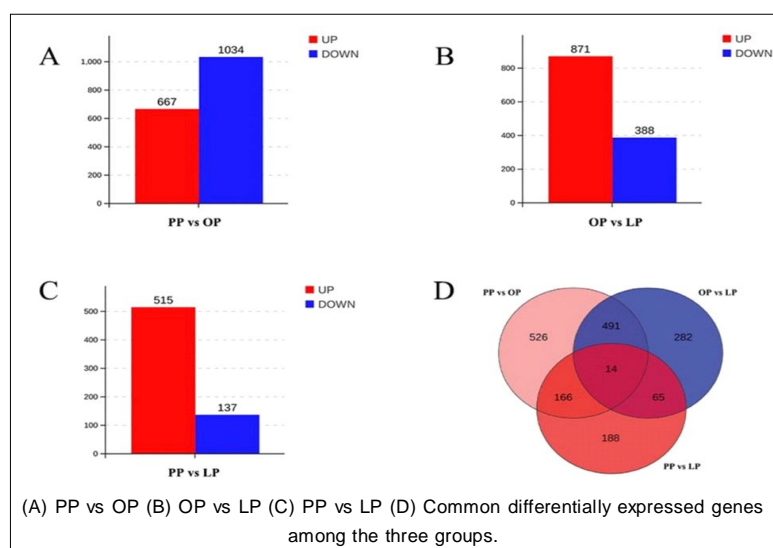 A
UP
DOWN
1,000
800
600
400
200
0
667
1034
PP vs OP
B
UP
DOWN
800
600
400
200
0
871
388
OP vs LP
C
UP
DOWN
500
400
300
200
100
0
515
137
PP vs LP
D
PP vs OP
OP vs LP
526
491
282
14
166
65
188
PP vs LP
(A) PP vs OP (B) OP vs LP (C) PP vs LP (D) Common differentially expressed genes
among the three groups.